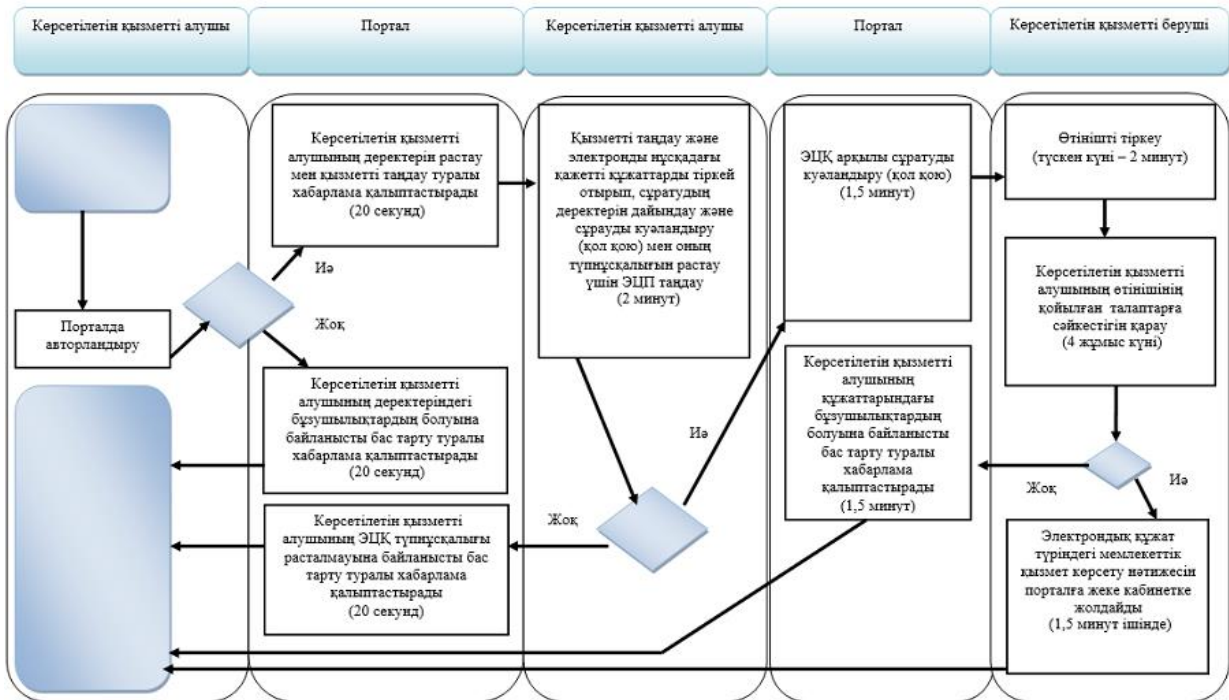 Көрсетілетін қызметті алушы
Портал
Көрсетілетін қызметті алушы
Портал
Көрсетілетін қызметті беруші
Порталда
авторландыру
Көрсетілетін қызметті
алушының деректерін растау
мен қызметті таңдау туралы
хабарлама қалыптастырады
(20 секунд)
Иә
Жоқ
Көрсетілетін қызметті
алушының деректеріндегі
бұзушылықтардың болуына
байланысты бас тарту туралы
хабарлама қалыптастырады
(20 секунд)
Көрсетілетін қызметті
алушының ЭЦҚ түпнұсқалығы
расталмауына байланысты бас
тарту туралы хабарлама
қалыптастырады
(20 секунд)
Қызметті таңдау және
электронды нұсқадағы
қажетті құжаттарды тіркей
отырып, сұратудың
деректерін дайындау және
сұрауды куәландыру
(қол қою) мен оның
түпнұсқалығын растау
үшін ЭЦП таңдау
(2 минут)
Иә
Жоқ
ЭЦҚ арқылы сұратуды
куәландыру (қол қою)
(1,5 минут)
Көрсетілетін қызметті
алушының
құжаттарындағы
бұзушылықтардың
болуына байланысты
бас тарту туралы
хабарлама
қалыптастырады
(1,5 минут)
Өтінішті тіркеу
(түскен күні – 2 минут)
Көрсетілетін қызметті
алушының өтінішінің
қойылған талаптарға
сәйкестігін қарау
(4 жұмыс күні)
Жоқ
Иә
Электрондық құжат
түріндегі мемлекеттік
қызмет көрсету нәтижесін
порталға жеке кабинетке
жолдайды
(1,5 минут ішінде)